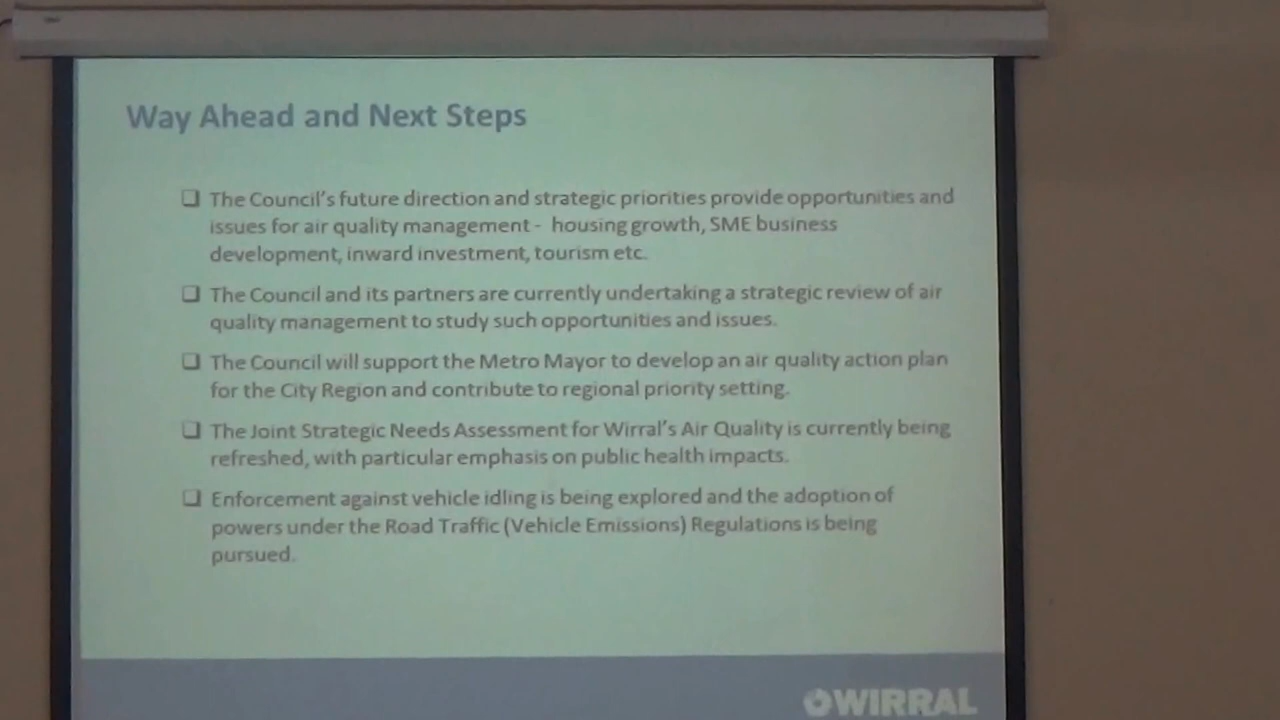 Way Ahead and Next Steps
❑ The Council's future direction and strategic priorities provide opportunities and
issues for air quality management - housing growth, SME business
development, inward investment, tourism etc.
❑ The Council and its partners are currently undertaking a strategic review of air
quality management to study such opportunities and issues.
❑ The Council will support the Metro Mayor to develop an air quality action plan
for the City Region and contribute to regional priority setting.
❑ The Joint Strategic Needs Assessment for Wirral's Air Quality is currently being
refreshed, with particular emphasis on public health impacts.
❑ Enforcement against vehicle idling is being explored and the adoption of
powers under the Road Traffic (Vehicle Emissions) Regulations is being
pursued.
WIRRAL